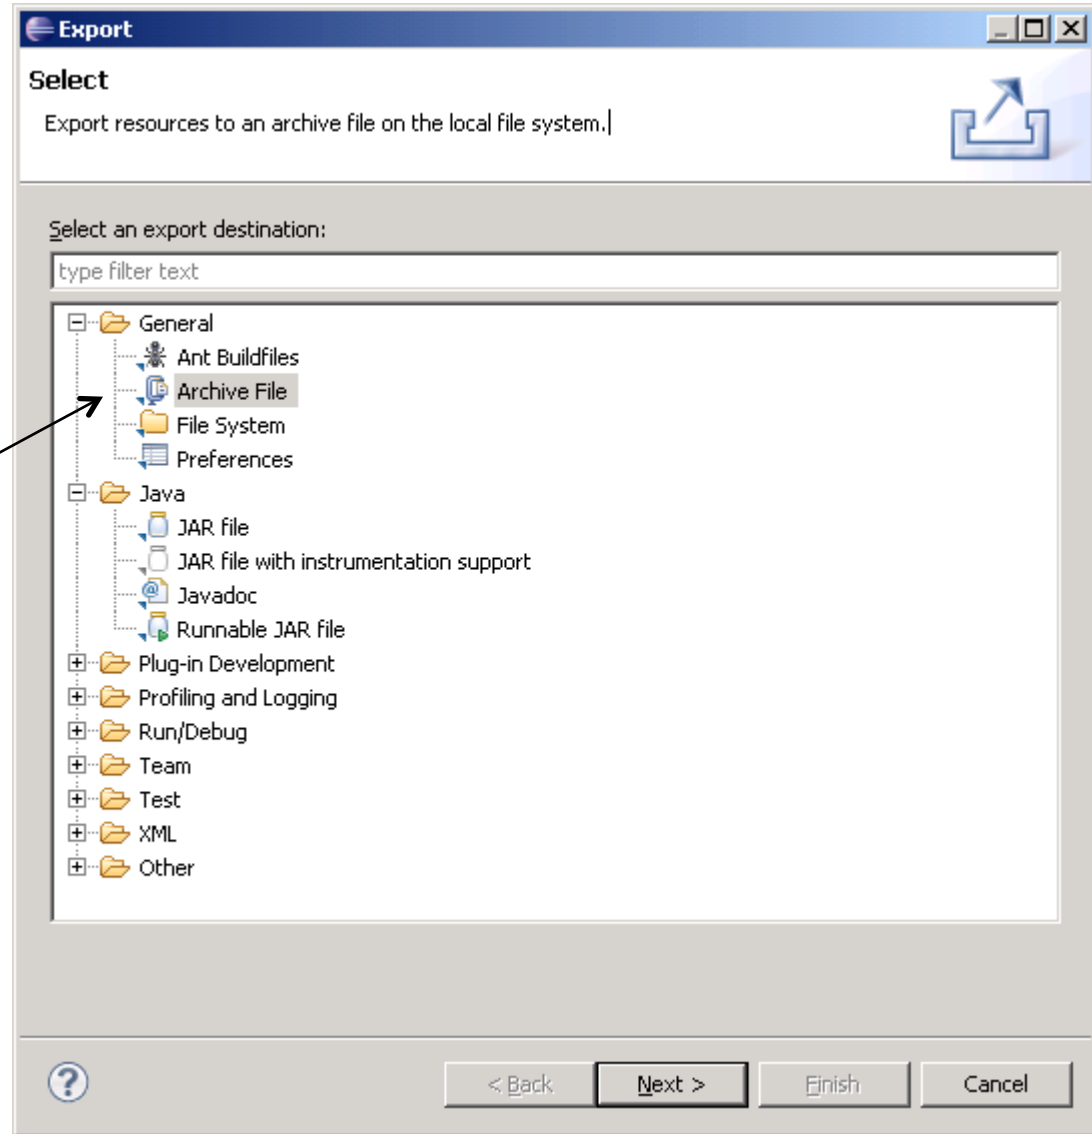 Export
Select
Export resources to an archive file on the local file system.
Select an export destination:
type filter text
General
Ant Buildfiles
Archive File
File System
Preferences
Java
JAR file
JAR file with instrumentation support
Javadoc
Runnable JAR file
Plug-in Development
Profiling and Logging
Run/Debug
Team
Test
XML
Other
? < Back Next > Finish Cancel